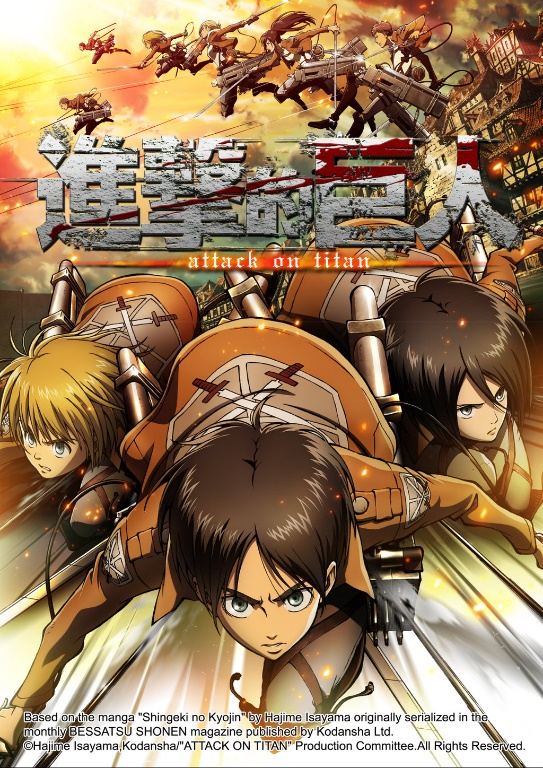 進撃的巨人
attack on titan
Based on the manga "Shingeki no Kyojin" by Hajime Isayama originally serialized in the
monthly BESSATSU SHONEN magazine published by Kodansha Ltd.
©Hajime Isayama,Kodansha/"ATTACK ON TITAN" Production Committee.All Rights Reserved.